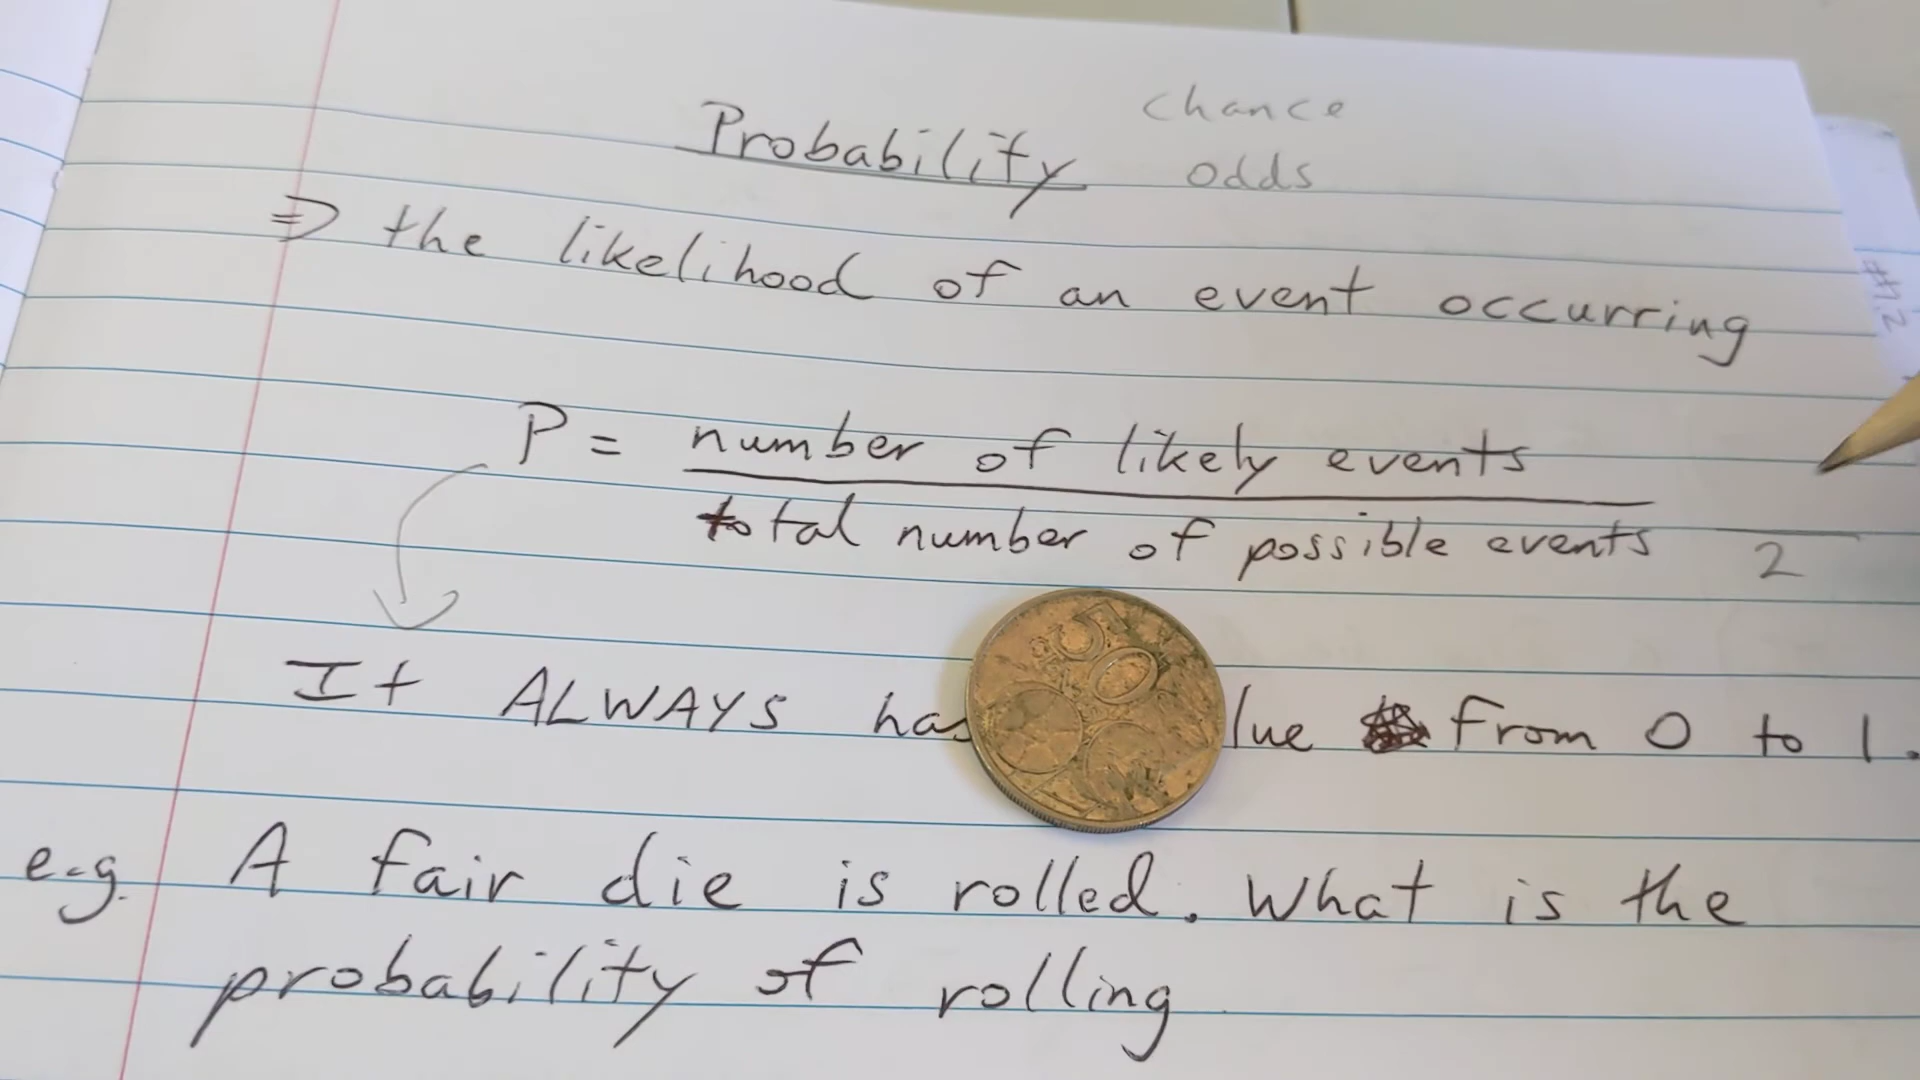 chance
Probability odds
⇒ the likelihood of an event occurring
P = number of likely events
total number of possible events
2
It ALWAYS has lue from 0 to 1.
e.g. A fair die is rolled. What is the
probability of rolling
50